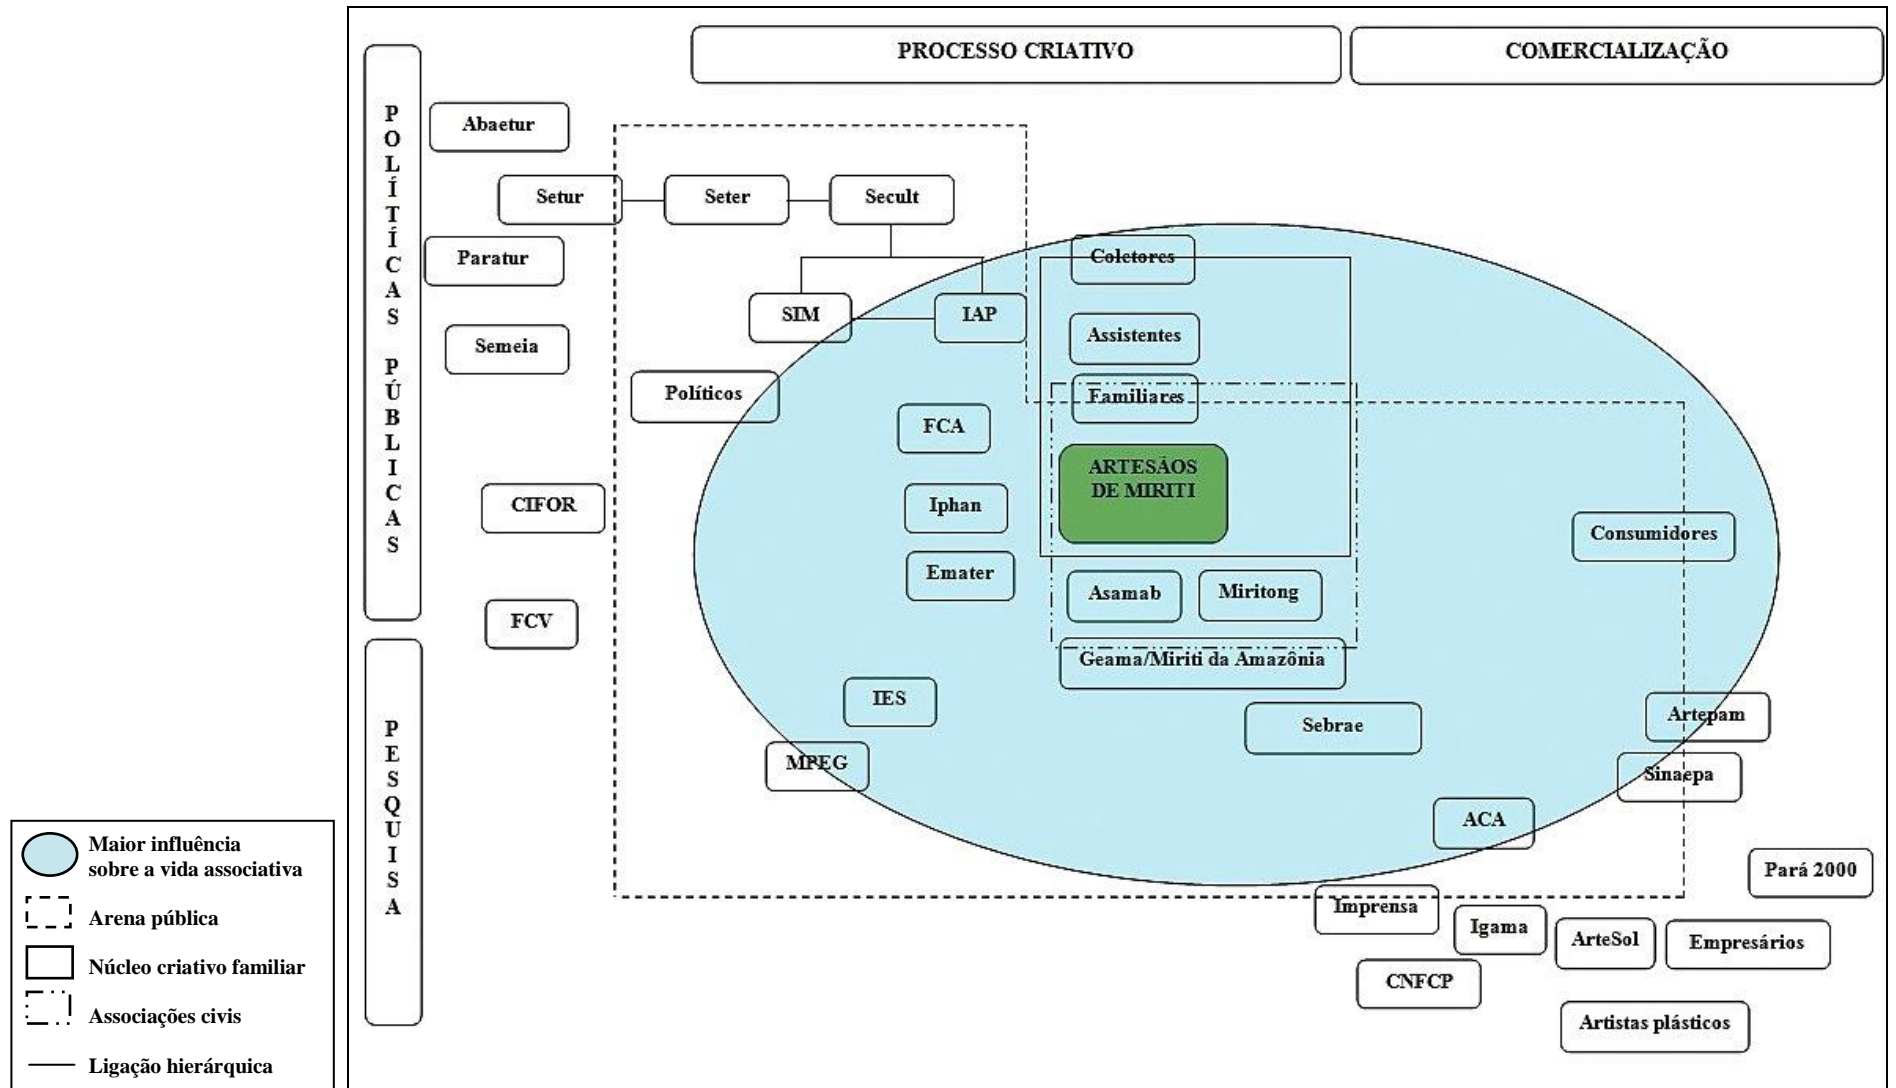 PROCESSO CRIATIVO
COMERCIALIZAÇÃO
POLÍTÍCAS PÚBLICAS
PESQUISA
Abaetur
Setur
Seter
Secult
Paratur
Coletores
SIM
IAP
Assistentes
Semeia
Políticos
Familiares
FCA
ARTESÃOS
DE MIRITI
CIFOR
Iphan
Consumidores
Emater
Asamab
Miritong
FCV
Geama/Miriti da Amazônia
IES
Sebrae
Artepam
MPEG
Sinaepa
ACA
Pará 2000
Imprensa
Igama
ArteSol
Empresários
CNFCP
Artistas plásticos
Maior influência
sobre a vida associativa
Arena pública
Núcleo criativo familiar
Associações civis
Ligação hierárquica